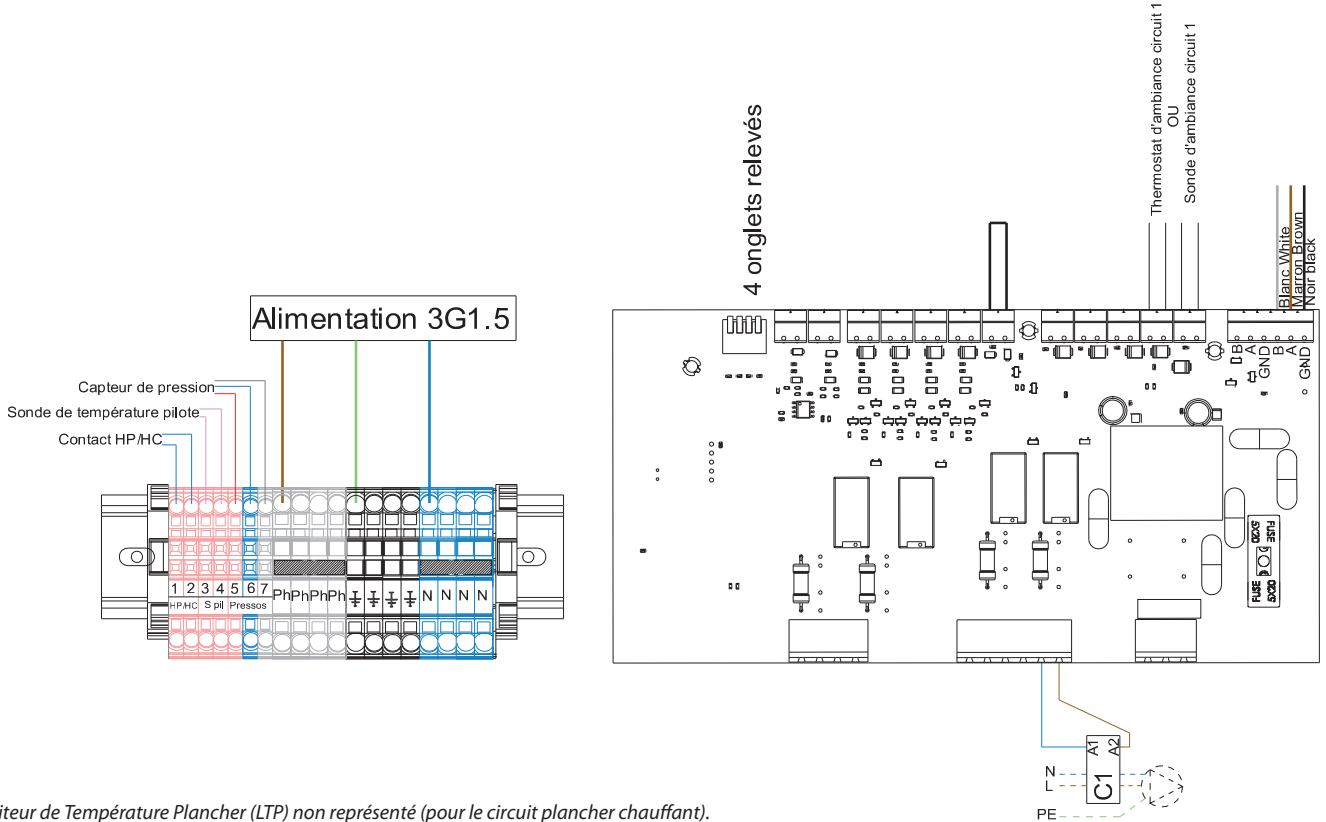 Thermostat d'ambiance circuit 1
OU
Sonde d'ambiance circuit 1
4 onglets relevés
Blanc White
Marron Brown
Noir black
Alimentation 3G1.5
Capteur de pression
Sonde de température pilote
Contact HP/HC
B
A
GND
B
A
GND
1 2 3 4 5 6 7 Ph Ph Ph Ph N N N N
HP/HC S pil Pressos
FUSE 5X20
FUSE 5X20
A1 A2
C1
N
L
PE
iteur de Température Plancher (LTP) non représenté (pour le circuit plancher chauffant).